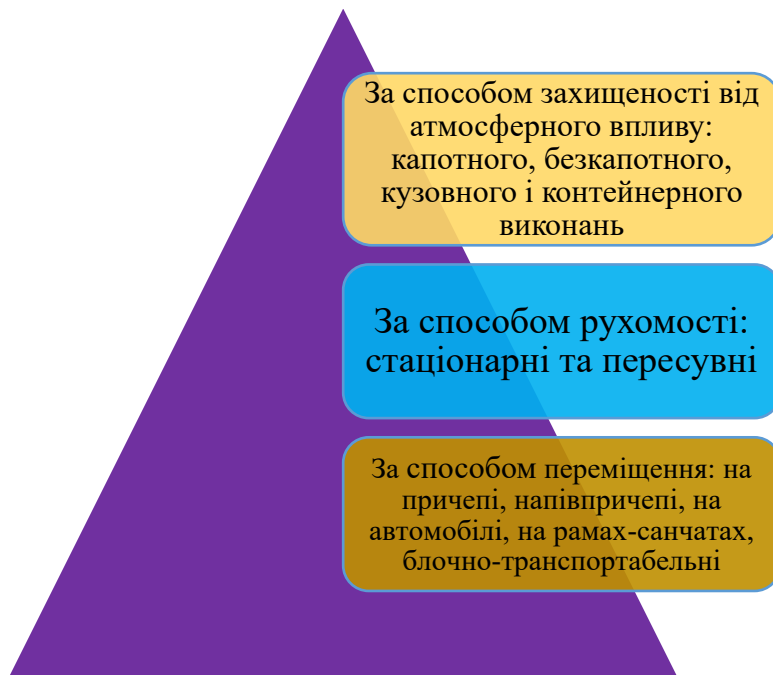 За способом захищеності від
атмосферного впливу:
капотного, безкапотного,
кузовного і контейнерного
виконань
За способом рухомості:
стаціонарні та пересувні
За способом переміщення: на
причепі, напівпричепі, на
автомобілі, на рамах-санчатах,
блочно-транспортабельні